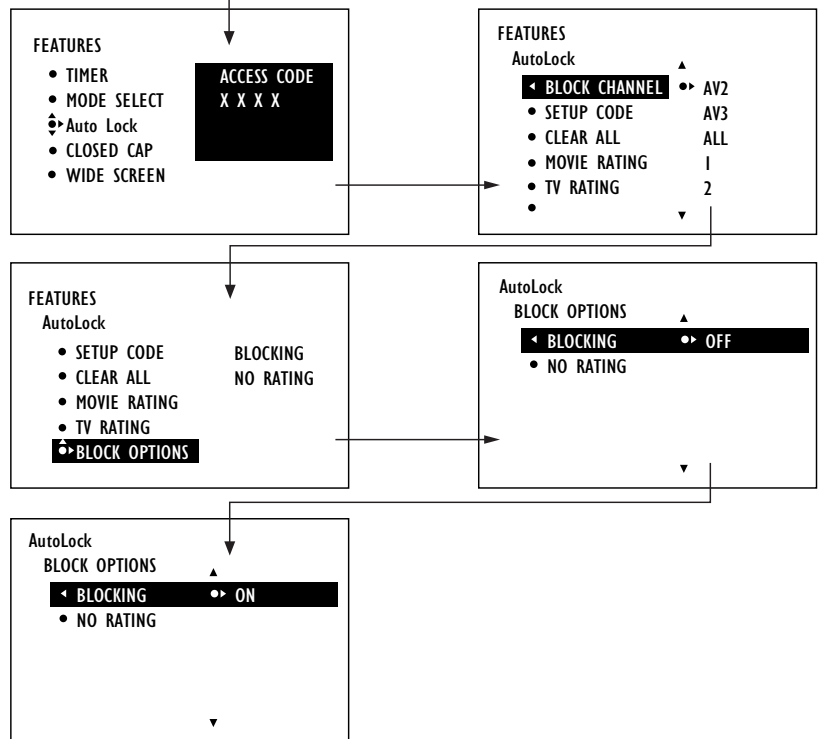 FEATURES
• TIMER
• MODE SELECT
Auto Lock
• CLOSED CAP
• WIDE SCREEN
ACCESS CODE
X X X X
FEATURES
AutoLock
BLOCK CHANNEL AV2
• SETUP CODE AV3
• CLEAR ALL ALL
• MOVIE RATING 1
• TV RATING 2
•
FEATURES
AutoLock
• SETUP CODE BLOCKING
• CLEAR ALL NO RATING
• MOVIE RATING
• TV RATING
BLOCK OPTIONS
AutoLock
BLOCK OPTIONS
BLOCKING OFF
• NO RATING
AutoLock
BLOCK OPTIONS
BLOCKING ON
• NO RATING